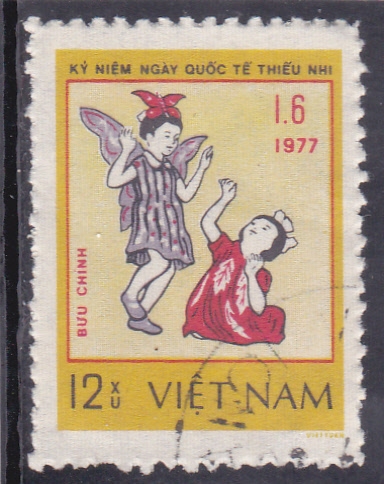 KỶ NIỆM NGÀY QUỐC TẾ THIẾU NHI
1.6
1977
BƯU CHÍNH
12 XU VIỆT-NAM